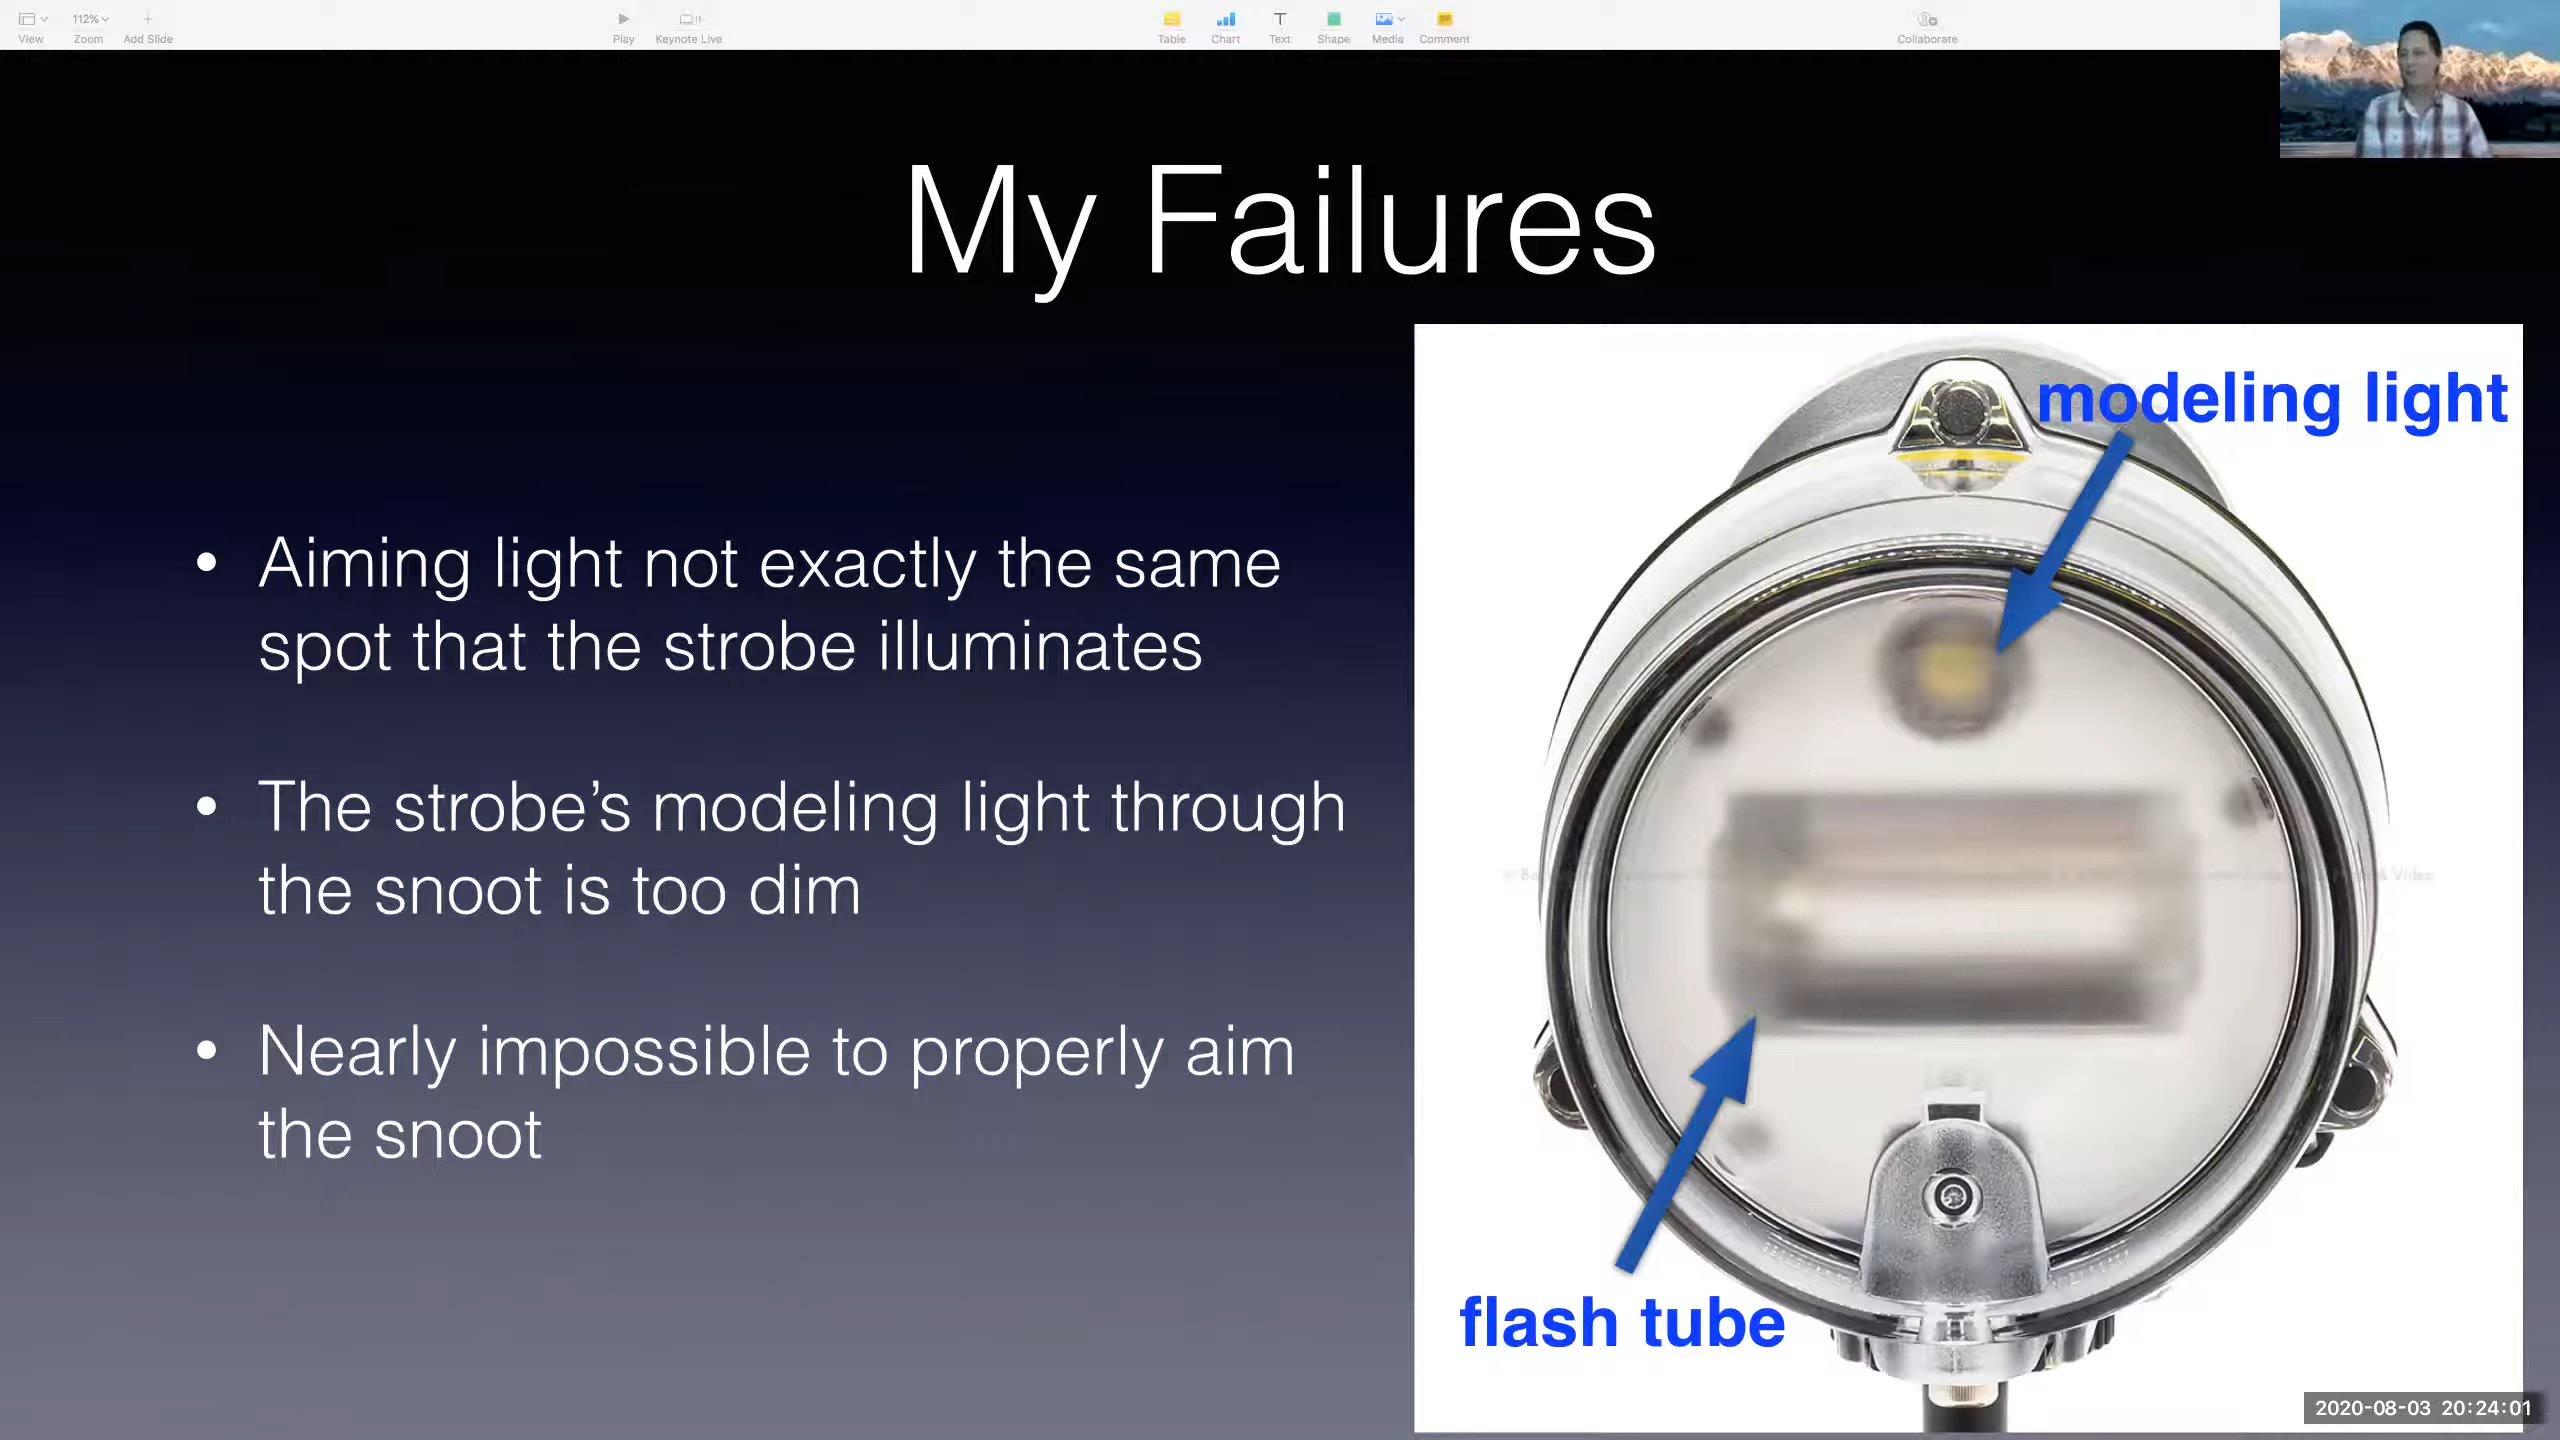 112%
View
Zoom
Add Slide
Play
Keynote Live
Table
Chart
Text
Shape
Media
Comment
Collaborate
My Failures
• Aiming light not exactly the same
spot that the strobe illuminates
• The strobe’s modeling light through
the snoot is too dim
• Nearly impossible to properly aim
the snoot
modeling light
flash tube
2020-08-03 20:24:01